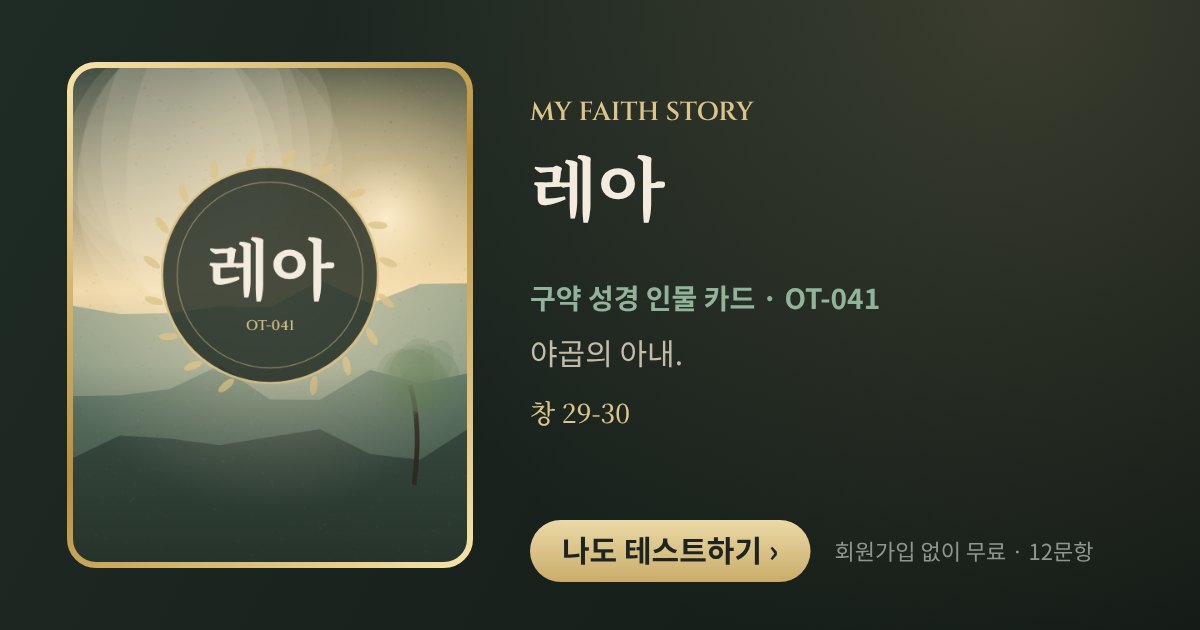 레아
OT-041
MY FAITH STORY
레아
구약 성경 인물 카드 · OT-041
야곱의 아내.
창 29-30
나도 테스트하기 ›
회원가입 없이 무료 · 12문항